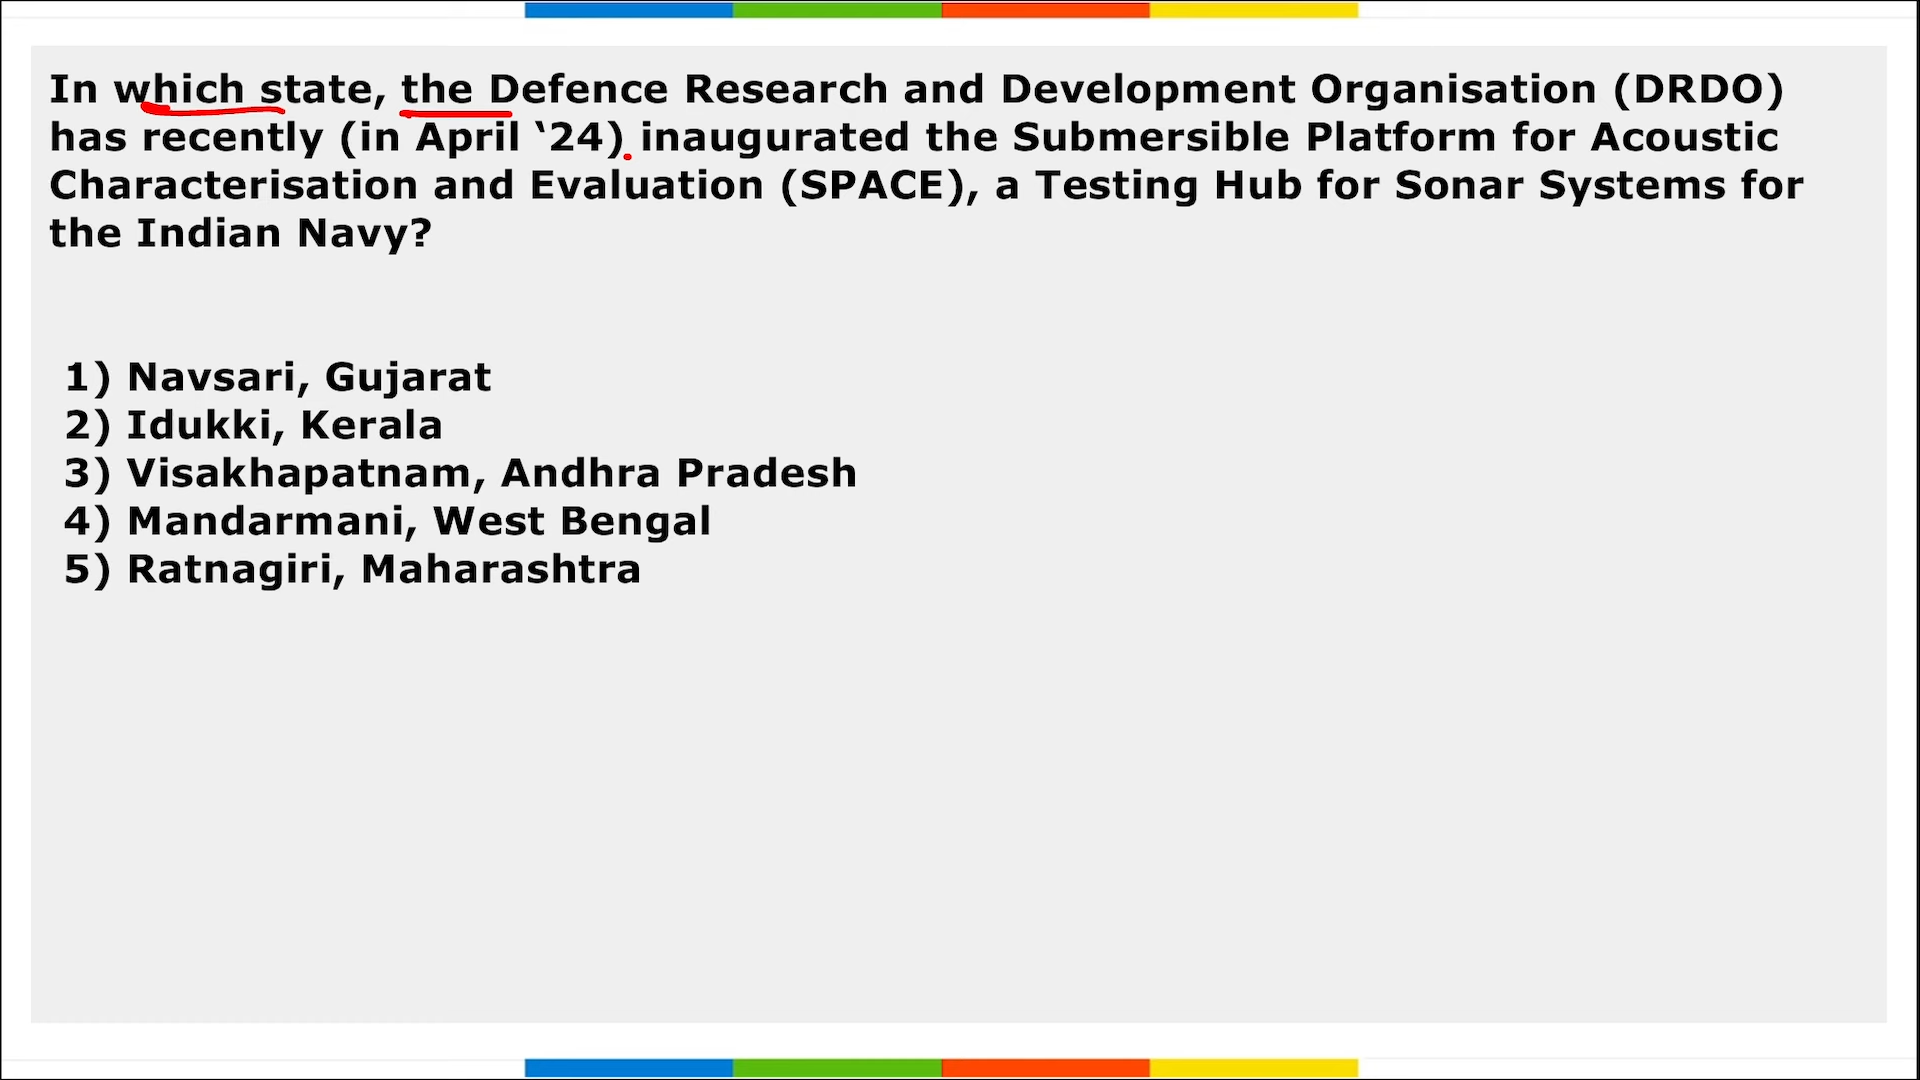 In which state, the Defence Research and Development Organisation (DRDO)
has recently (in April ‘24) inaugurated the Submersible Platform for Acoustic
Characterisation and Evaluation (SPACE), a Testing Hub for Sonar Systems for
the Indian Navy?
1) Navsari, Gujarat
2) Idukki, Kerala
3) Visakhapatnam, Andhra Pradesh
4) Mandarmani, West Bengal
5) Ratnagiri, Maharashtra